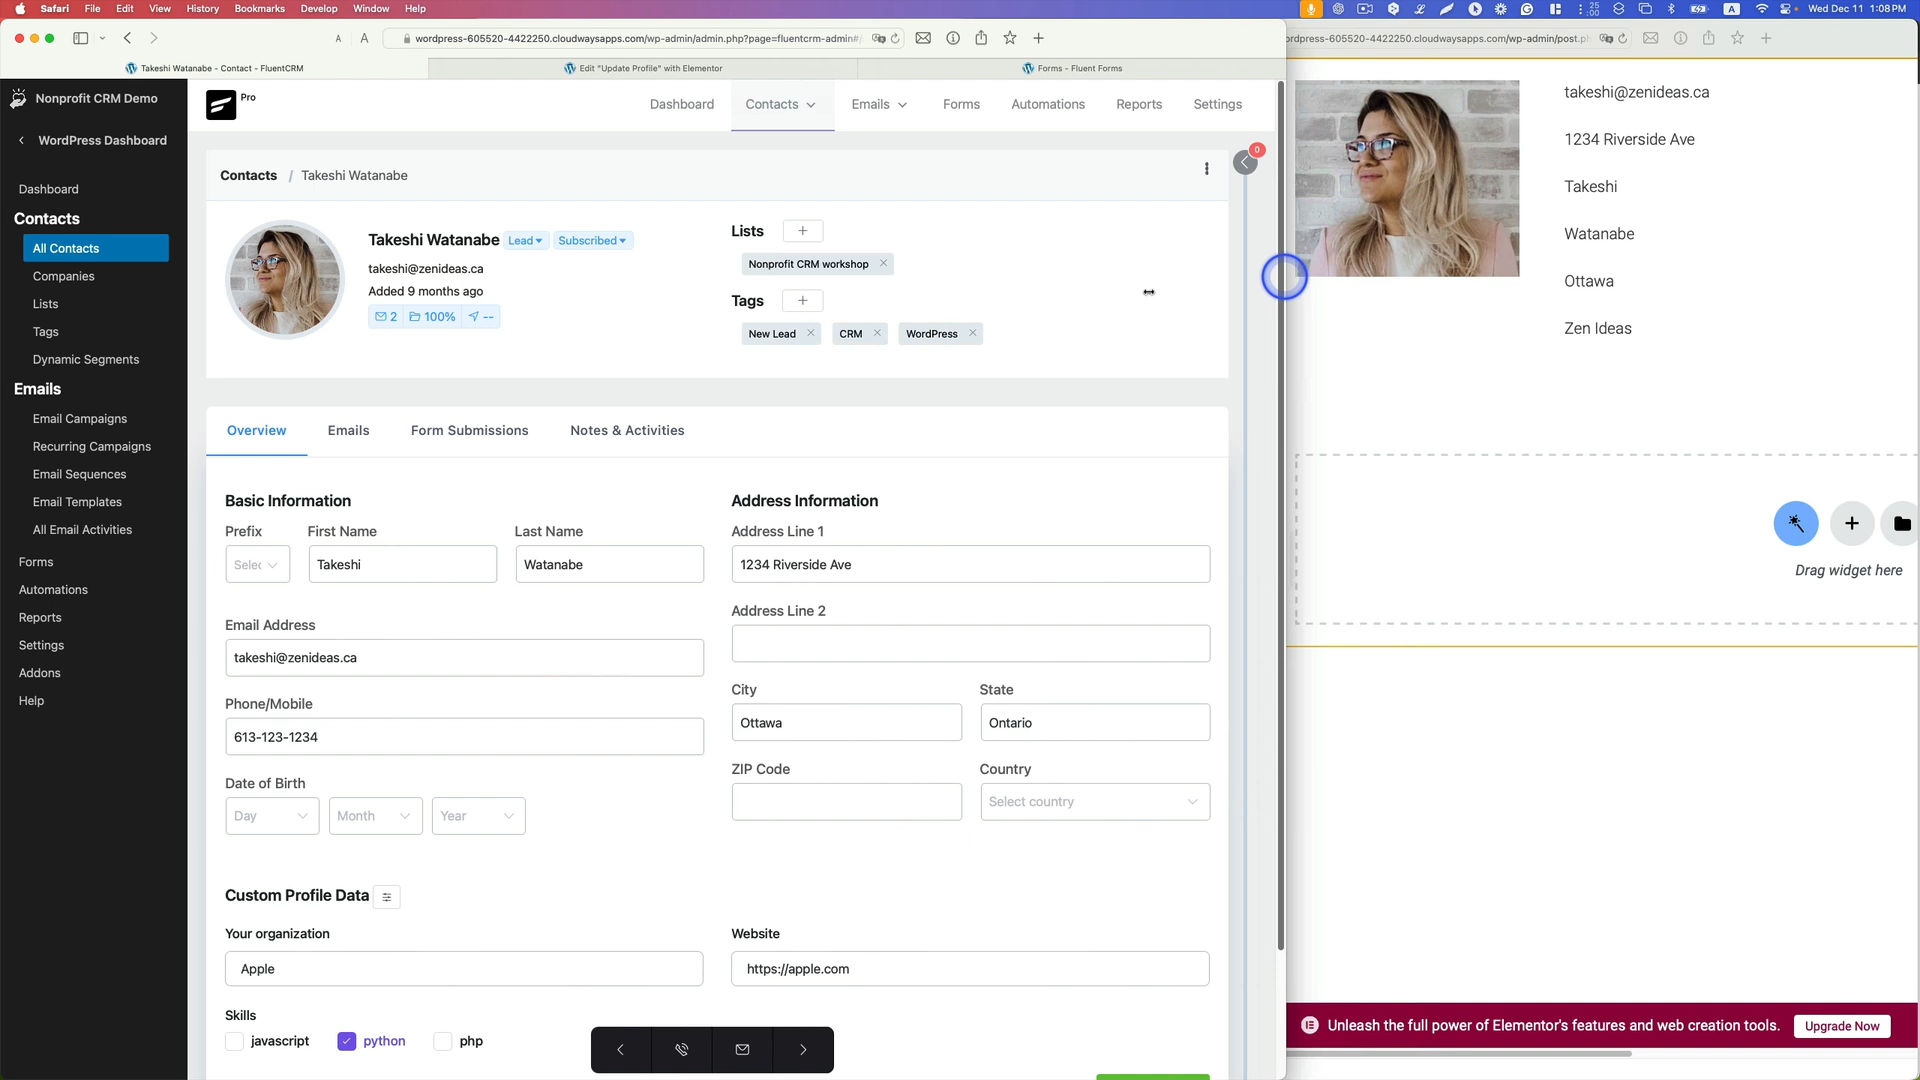 Safari File Edit View History Bookmarks Develop Window Help
25
00
A
Wed Dec 11 1:08 PM
A A
wordpress-605520-4422250.cloudwaysapps.com/wp-admin/admin.php?page=fluentcrm-admin#/
rdpress-605520-4422250.cloudwaysapps.com/wp-admin/post.ph
Takeshi Watanabe - Contact - FluentCRM
Edit "Update Profile" with Elementor
Forms - Fluent Forms
Nonprofit CRM Demo
WordPress Dashboard
Dashboard
Contacts
All Contacts
Companies
Lists
Tags
Dynamic Segments
Emails
Email Campaigns
Recurring Campaigns
Email Sequences
Email Templates
All Email Activities
Forms
Automations
Reports
Settings
Addons
Help
Pro
Dashboard Contacts Emails Forms Automations Reports Settings
Contacts / Takeshi Watanabe
0
Takeshi Watanabe Lead Subscribed
takeshi@zenideas.ca
Added 9 months ago
2 100% --
Lists +
Nonprofit CRM workshop
Tags +
New Lead CRM WordPress
Overview Emails Form Submissions Notes & Activities
Basic Information
Prefix First Name Last Name
Selec Takeshi Watanabe
Email Address
takeshi@zenideas.ca
Phone/Mobile
613-123-1234
Date of Birth
Day Month Year
Address Information
Address Line 1
1234 Riverside Ave
Address Line 2
City State
Ottawa Ontario
ZIP Code Country
Select country
Custom Profile Data
Your organization Website
Apple https://apple.com
Skills
javascript python php
takeshi@zenideas.ca
1234 Riverside Ave
Takeshi
Watanabe
Ottawa
Zen Ideas
Drag widget here
Unleash the full power of Elementor's features and web creation tools. Upgrade Now